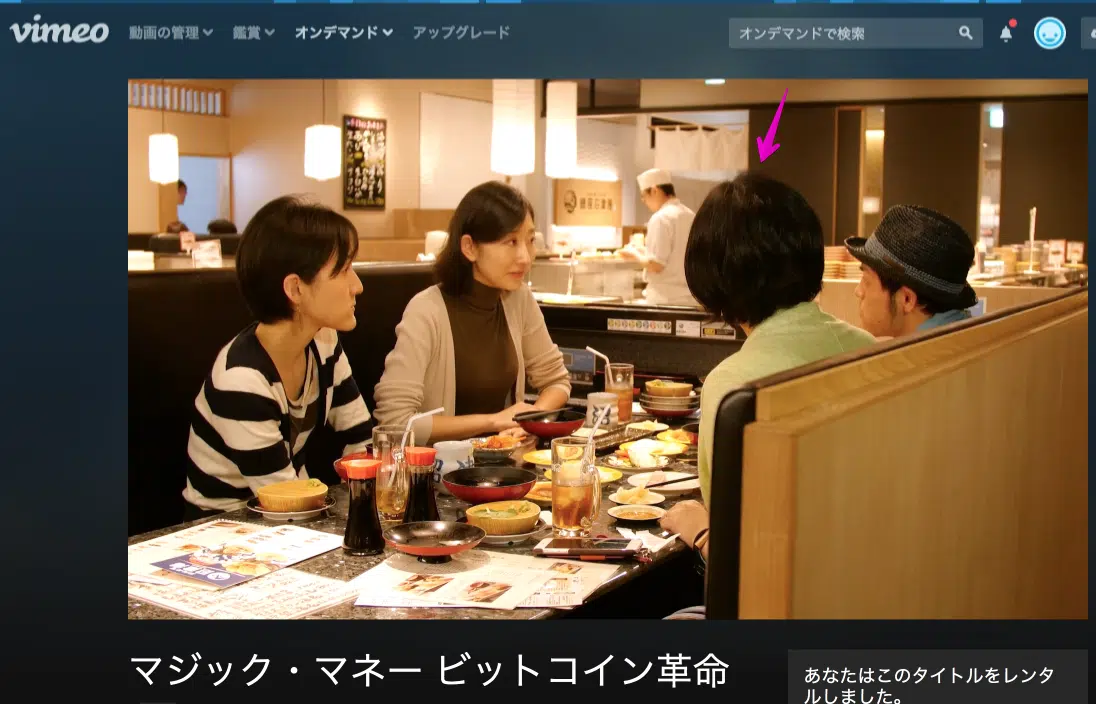 vimeo 動画の管理 鑑賞 オンデマンド アップグレード オンデマンドで検索
マジック・マネー ビットコイン革命
あなたはこのタイトルをレンタ
ルしました。